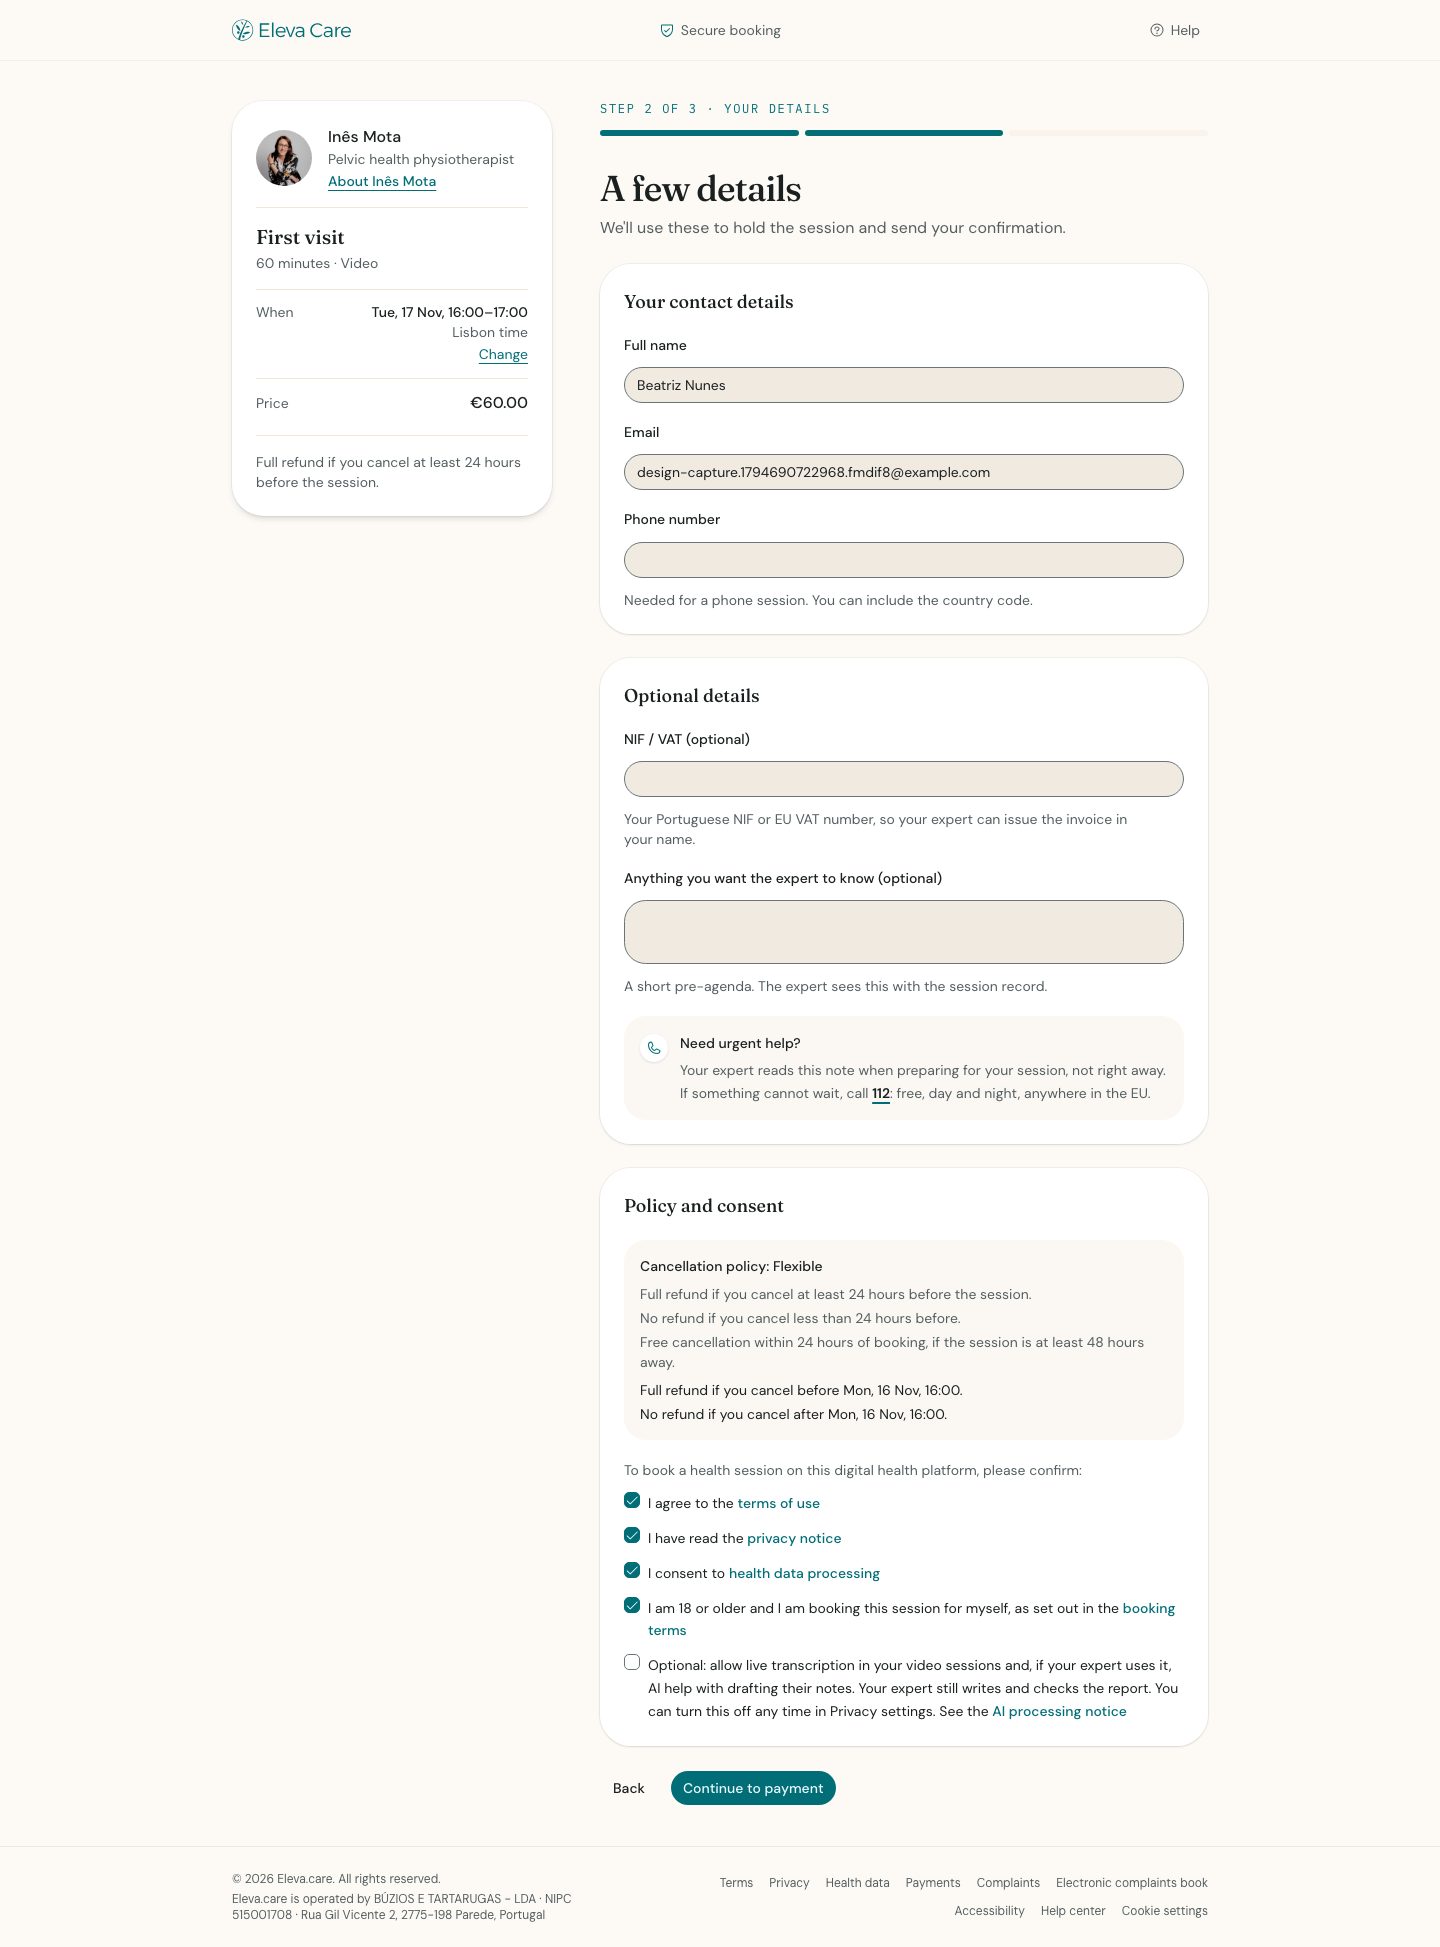 Eleva Care
Secure booking
Help
Inês Mota
Pelvic health physiotherapist
About Inês Mota
First visit
60 minutes · Video
When
Tue, 17 Nov, 16:00–17:00
Lisbon time
Change
Price
€60.00
Full refund if you cancel at least 24 hours
before the session.
STEP 2 OF 3 · YOUR DETAILS
A few details
We'll use these to hold the session and send your confirmation.
Your contact details
Full name
Beatriz Nunes
Email
design-capture.1794690722968.fmdif8@example.com
Phone number
Needed for a phone session. You can include the country code.
Optional details
NIF / VAT (optional)
Your Portuguese NIF or EU VAT number, so your expert can issue the invoice in
your name.
Anything you want the expert to know (optional)
A short pre-agenda. The expert sees this with the session record.
Need urgent help?
Your expert reads this note when preparing for your session, not right away.
If something cannot wait, call 112: free, day and night, anywhere in the EU.
Policy and consent
Cancellation policy: Flexible
Full refund if you cancel at least 24 hours before the session.
No refund if you cancel less than 24 hours before.
Free cancellation within 24 hours of booking, if the session is at least 48 hours
away.
Full refund if you cancel before Mon, 16 Nov, 16:00.
No refund if you cancel after Mon, 16 Nov, 16:00.
To book a health session on this digital health platform, please confirm:
I agree to the terms of use
I have read the privacy notice
I consent to health data processing
I am 18 or older and I am booking this session for myself, as set out in the booking
terms
Optional: allow live transcription in your video sessions and, if your expert uses it,
AI help with drafting their notes. Your expert still writes and checks the report. You
can turn this off any time in Privacy settings. See the AI processing notice
Back
Continue to payment
© 2026 Eleva.care. All rights reserved.
Eleva.care is operated by BÚZIOS E TARTARUGAS - LDA · NIPC
515001708 · Rua Gil Vicente 2, 2775-198 Parede, Portugal
Terms Privacy Health data Payments Complaints Electronic complaints book
Accessibility Help center Cookie settings